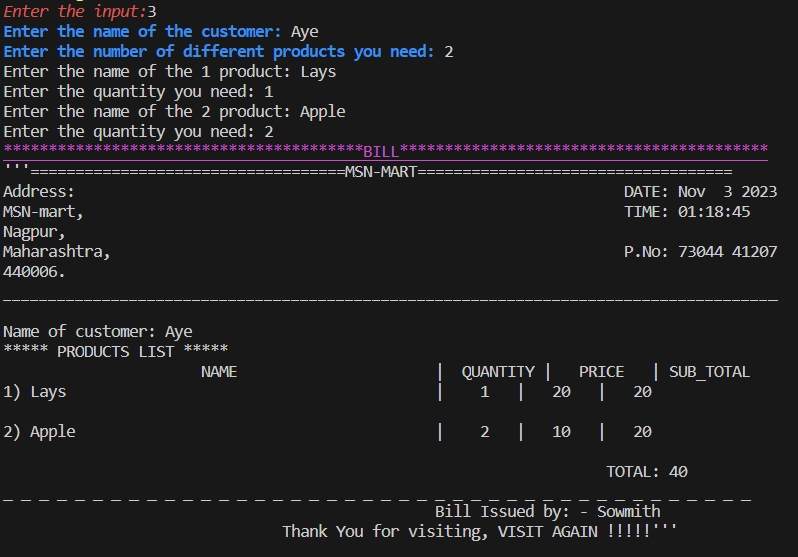 Enter the input:3
Enter the name of the customer: Aye
Enter the number of different products you need: 2
Enter the name of the 1 product: Lays
Enter the quantity you need: 1
Enter the name of the 2 product: Apple
Enter the quantity you need: 2
****************************************BILL*****************************************
'''===================================MSN-MART===================================
Address: DATE: Nov  3 2023
MSN-mart, TIME: 01:18:45
Nagpur,
Maharashtra, P.No: 73044 41207
440006.
______________________________________________________________________________________
Name of customer: Aye
***** PRODUCTS LIST *****
NAME | QUANTITY | PRICE | SUB_TOTAL
1) Lays | 1 | 20 | 20
2) Apple | 2 | 10 | 20
TOTAL: 40
_ _ _ _ _ _ _ _ _ _ _ _ _ _ _ _ _ _ _ _ _ _ _ _ _ _ _ _ _ _ _ _ _ _ _ _ _ _ _ _ _ _
Bill Issued by: - Sowmith
Thank You for visiting, VISIT AGAIN !!!!!'''